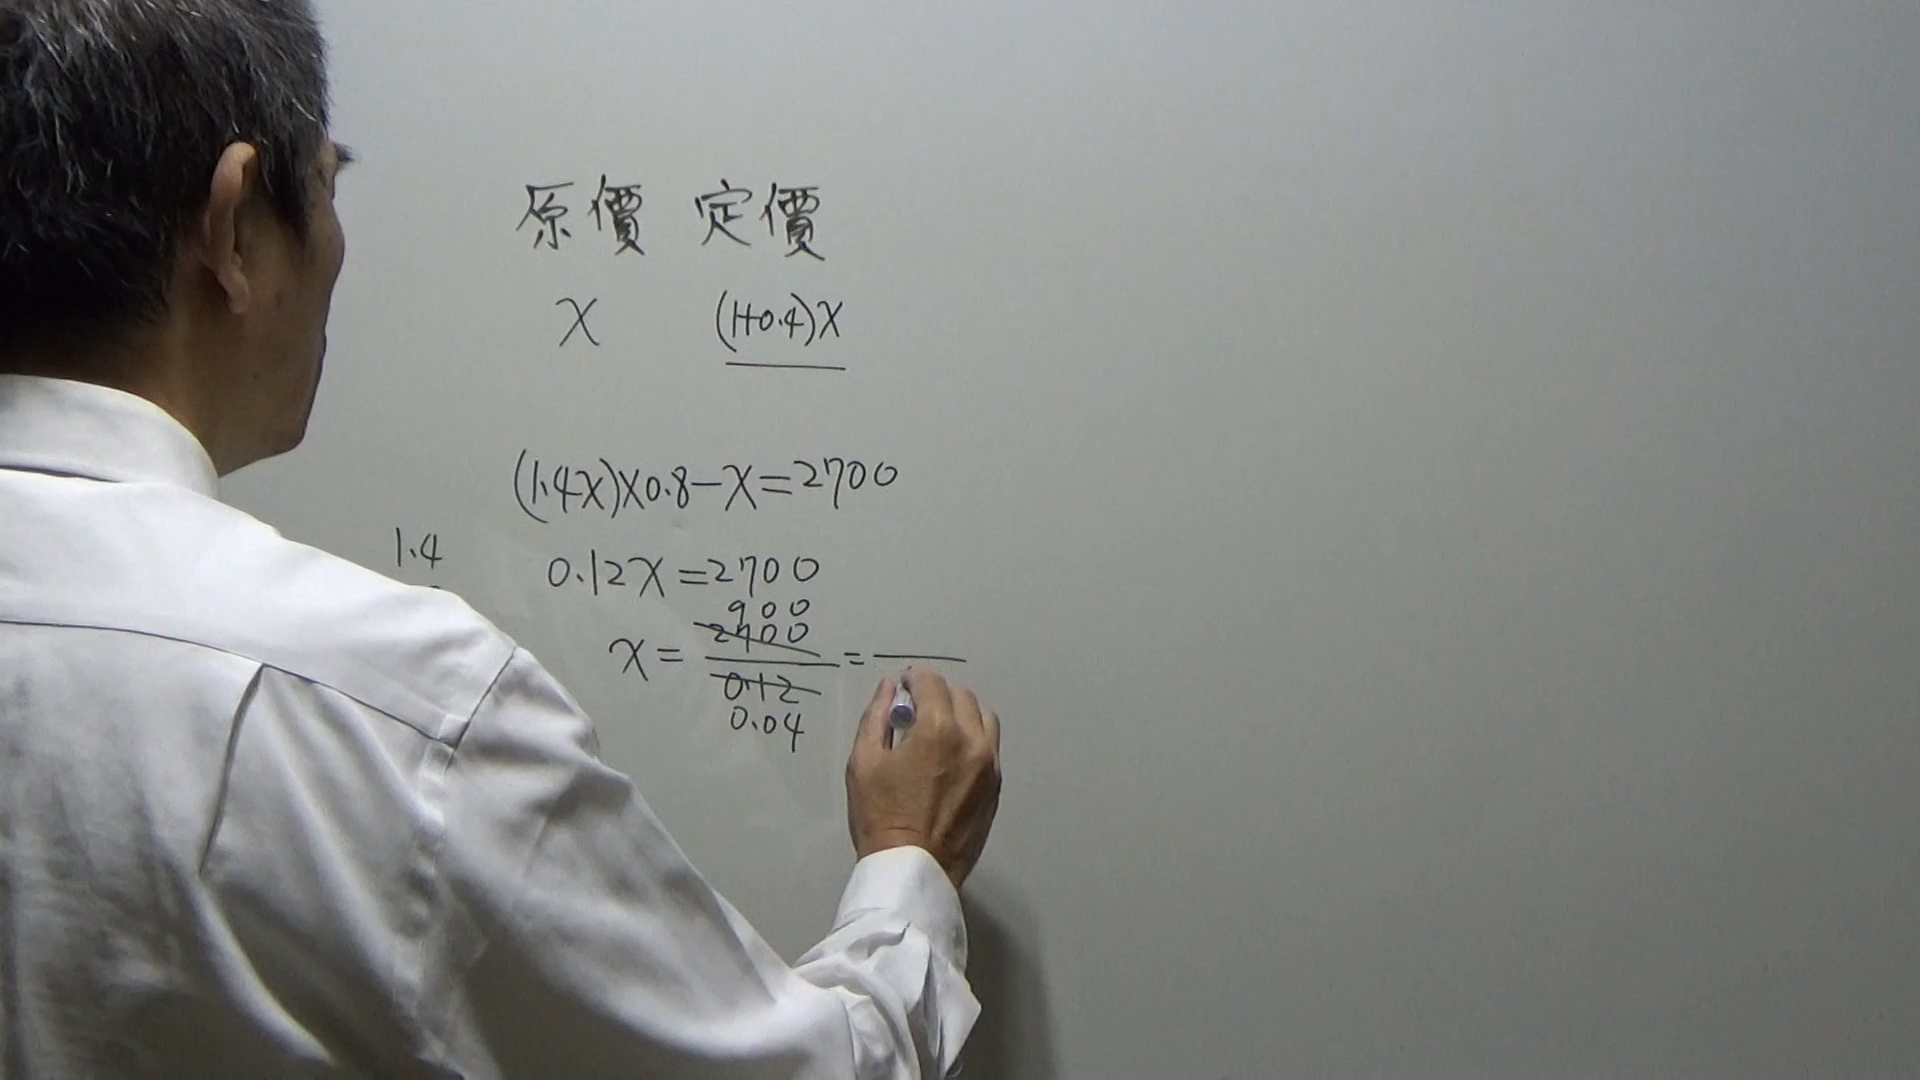 原價 定價
x (1+0.4)x
(1.4x)×0.8-x=2700
1.4
0.12x=2700
900
x= 2700 =
0.12
0.04